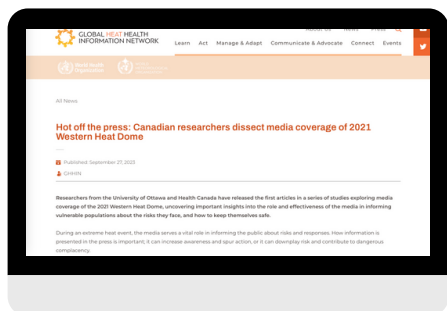 GLOBAL HEAT HEALTH
INFORMATION NETWORK
Learn Act Manage & Adapt Communicate & Advocate Connect Events
World Health
Organization
All News
Hot off the press: Canadian researchers dissect media coverage of 2021
Western Heat Dome
Published: September 27, 2023
GHHIN
Researchers from the University of Ottawa and Health Canada have released the first articles in a series of studies exploring media
coverage of the 2021 Western Heat Dome, uncovering important insights into the role and effectiveness of the media in informing
vulnerable populations about the risks they face, and how to keep themselves safe.
During an extreme heat event, the media serves a vital role in informing the public about risks and responses. How information is
presented in the press is important; it can increase awareness and spur action, or it can downplay risk and contribute to dangerous
complacency.